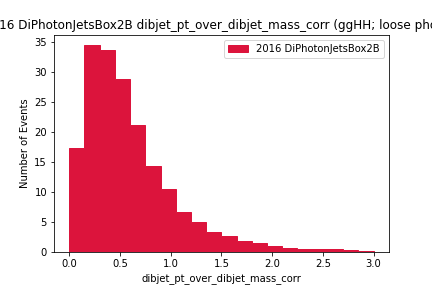 16 DiPhotonJetsBox2B dibjet_pt_over_dibjet_mass_corr (ggHH; loose pho
35
30
25
20
15
10
5
0
Number of Events
2016 DiPhotonJetsBox2B
0.0 0.5 1.0 1.5 2.0 2.5 3.0
dibjet_pt_over_dibjet_mass_corr